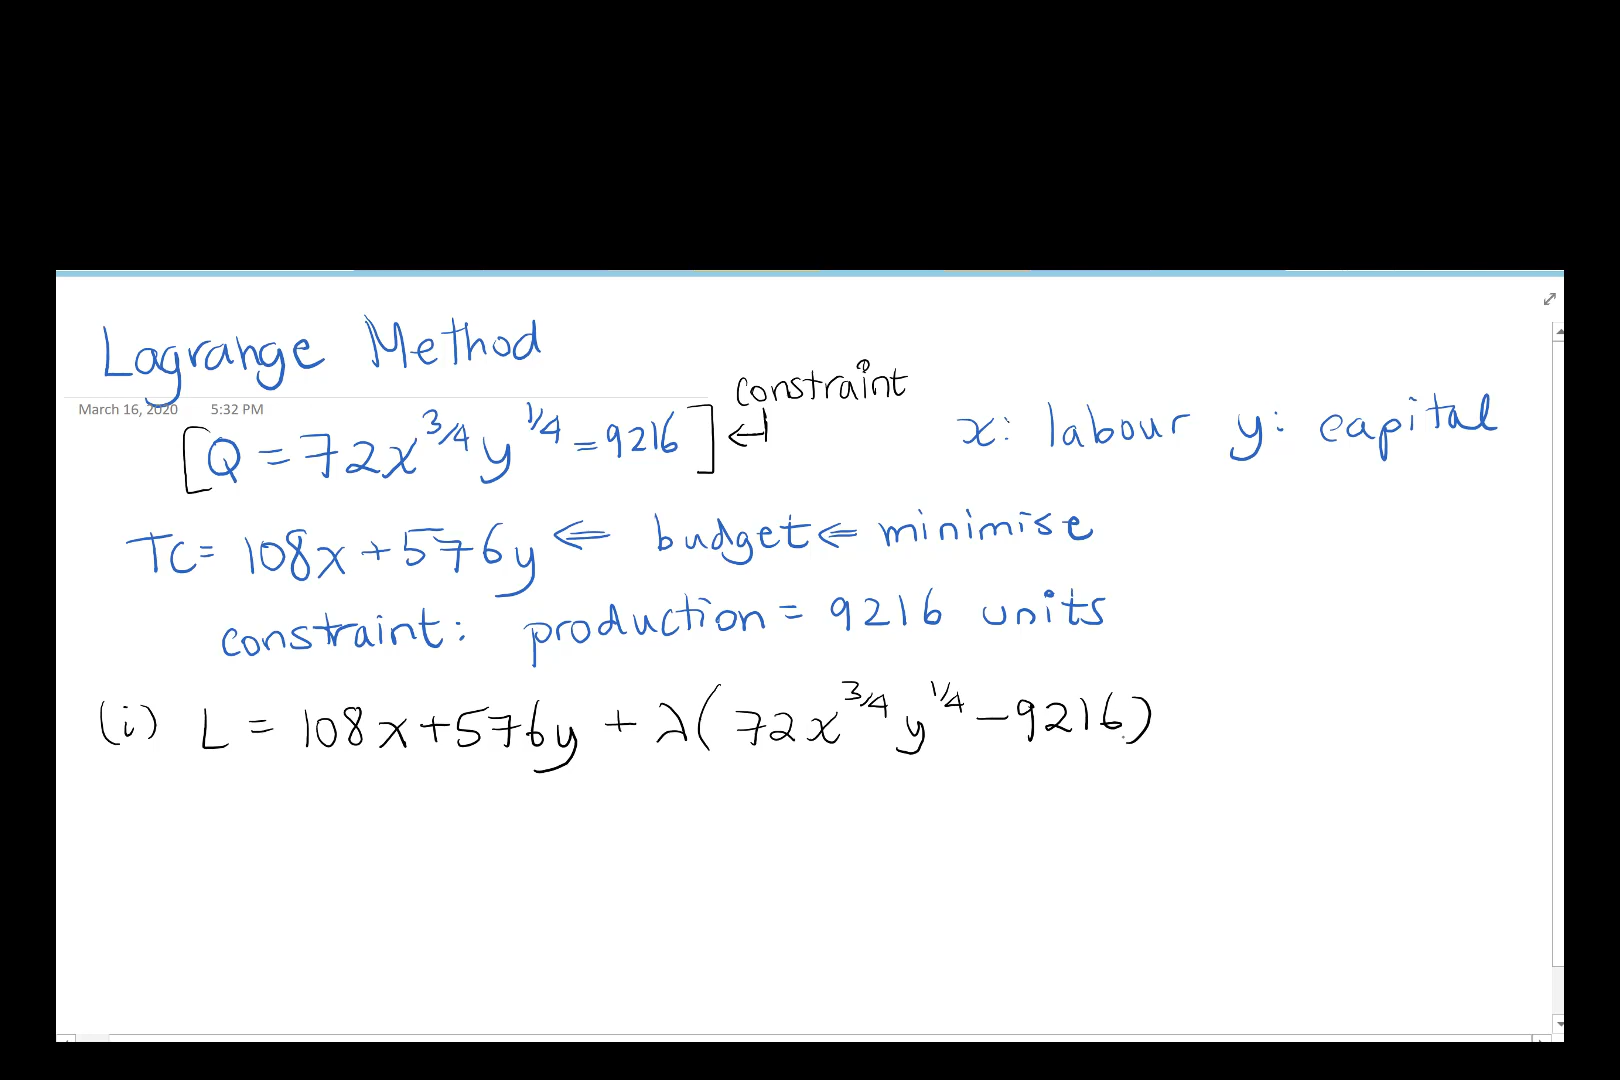 Lagrange Method
constraint
March 16, 2020 5:32 PM
[Q = 72x^{3/4} y^{1/4} = 9216] ↵ x: labour y: capital
TC = 108x + 576y ⇐ budget ⇐ minimise
constraint: production = 9216 units
(i) L = 108x + 576y + λ(72x^{3/4} y^{1/4} − 9216)